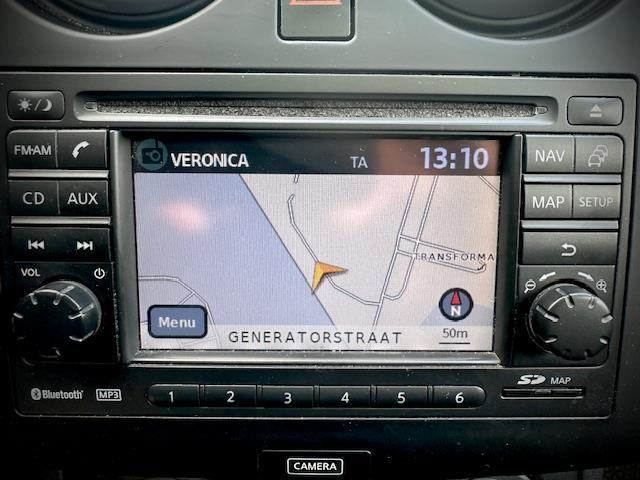 VERONICA TA 13:10
FM·AM
NAV
CD AUX
MAP SETUP
TRANSFORMA
VOL
Menu
N
GENERATORSTRAAT
50m
Bluetooth MP3
1 2 3 4 5 6
SD MAP
CAMERA